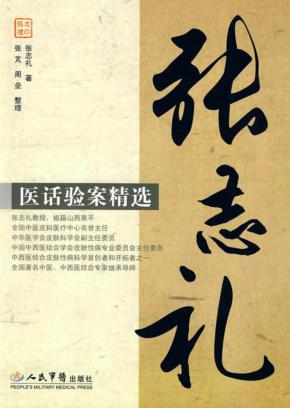 张志礼
医话验案精选
张志礼 著
张芃 周垒 整理
张志礼教授，祖籍山西原平
全国中医皮科医疗中心名誉主任
中华医学会皮肤科学会副主任委员
中国中西医结合学会皮肤性病专业委员会主任委员
中西医结合皮肤性病科学首创者和开拓者之一
全国著名中医、中西医结合专家继承导师
人民军医出版社
PEOPLE'S MILITARY MEDICAL PRESS